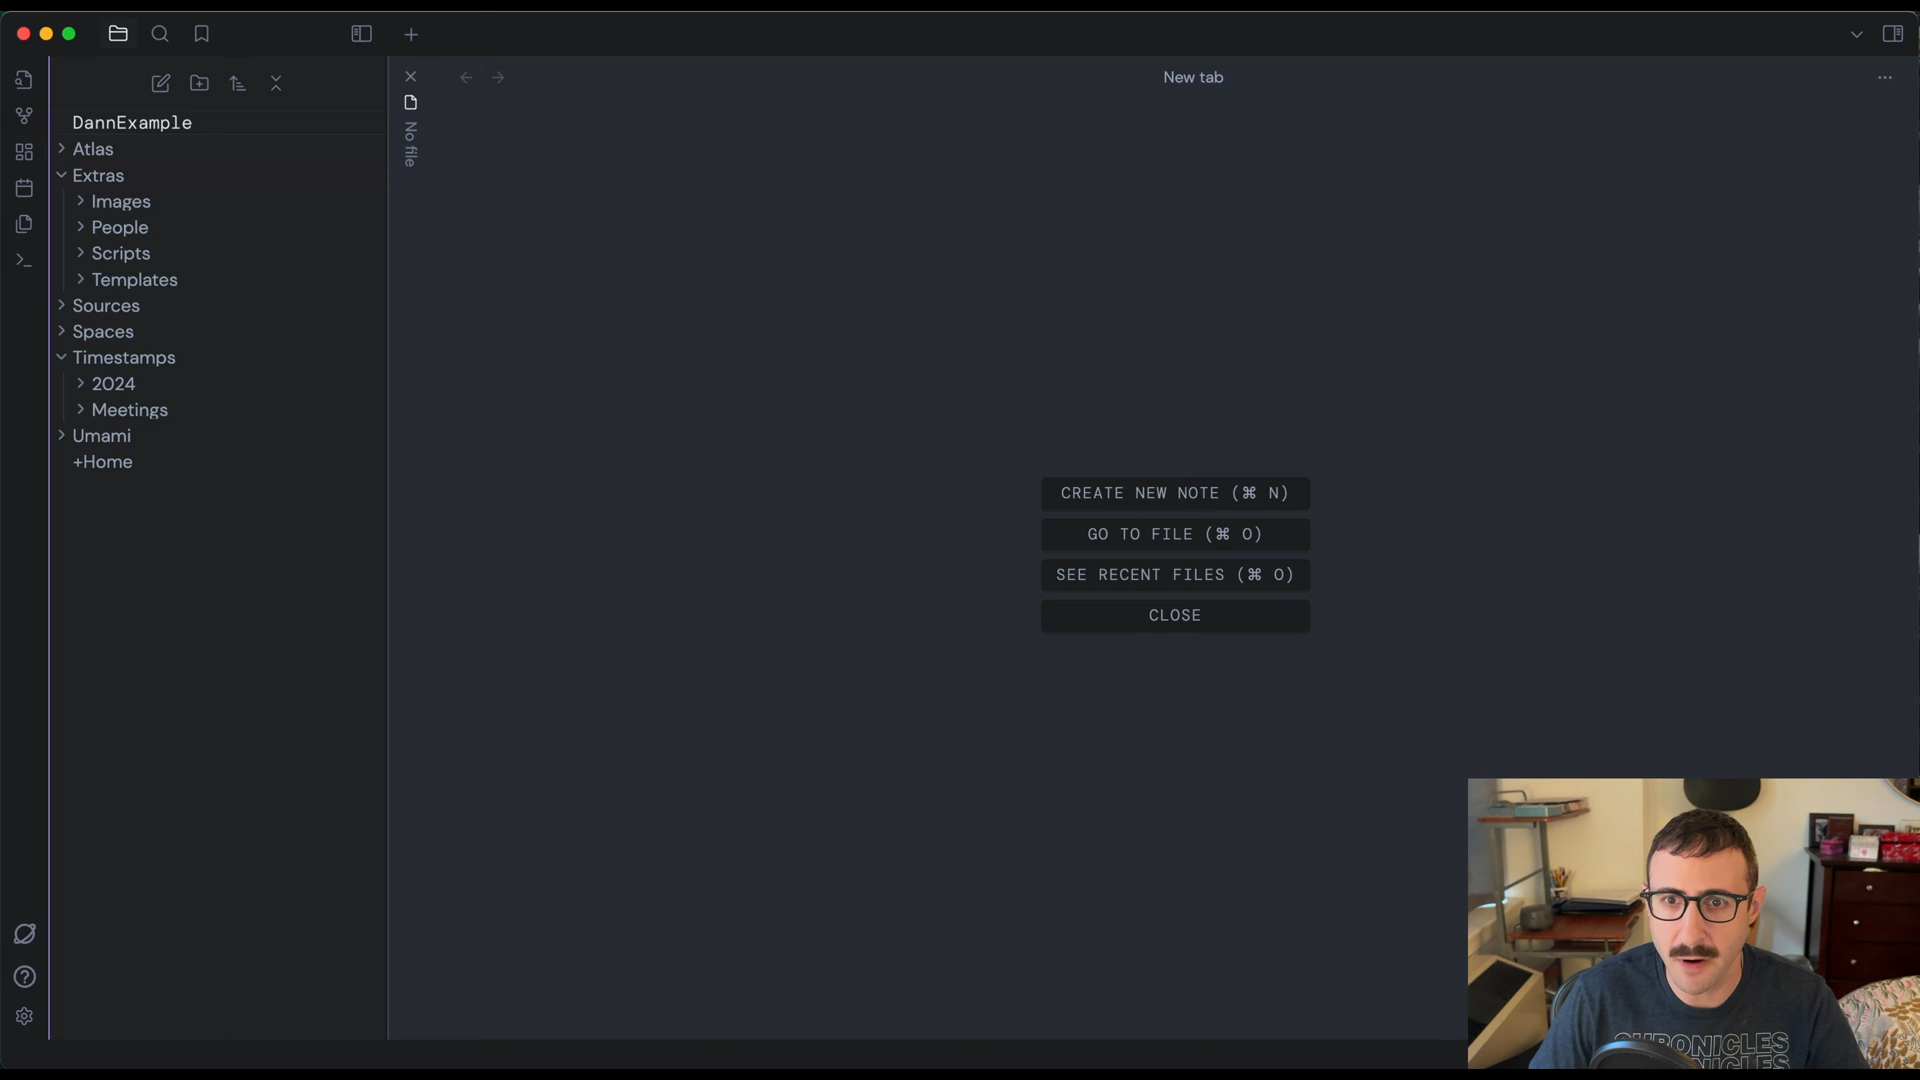 New tab
No file
DannExample
Atlas
Extras
Images
People
Scripts
Templates
Sources
Spaces
Timestamps
2024
Meetings
Umami
+Home
CREATE NEW NOTE (⌘ N)
GO TO FILE (⌘ O)
SEE RECENT FILES (⌘ O)
CLOSE
CHRONICLES